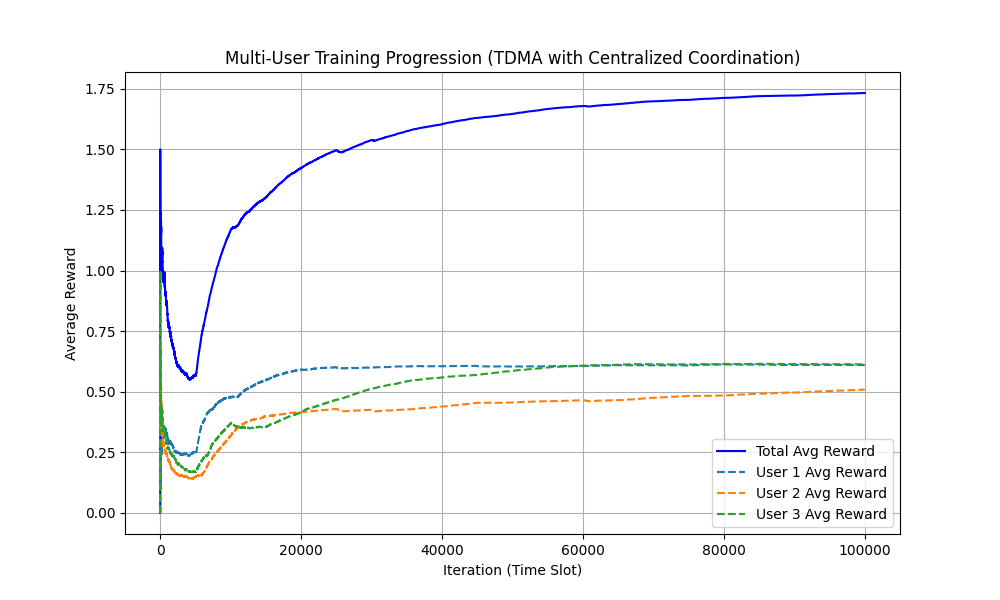 Multi-User Training Progression (TDMA with Centralized Coordination)
1.75
1.50
1.25
1.00
0.75
0.50
0.25
0.00
Average Reward
Total Avg Reward
User 1 Avg Reward
User 2 Avg Reward
User 3 Avg Reward
0 20000 40000 60000 80000 100000
Iteration (Time Slot)